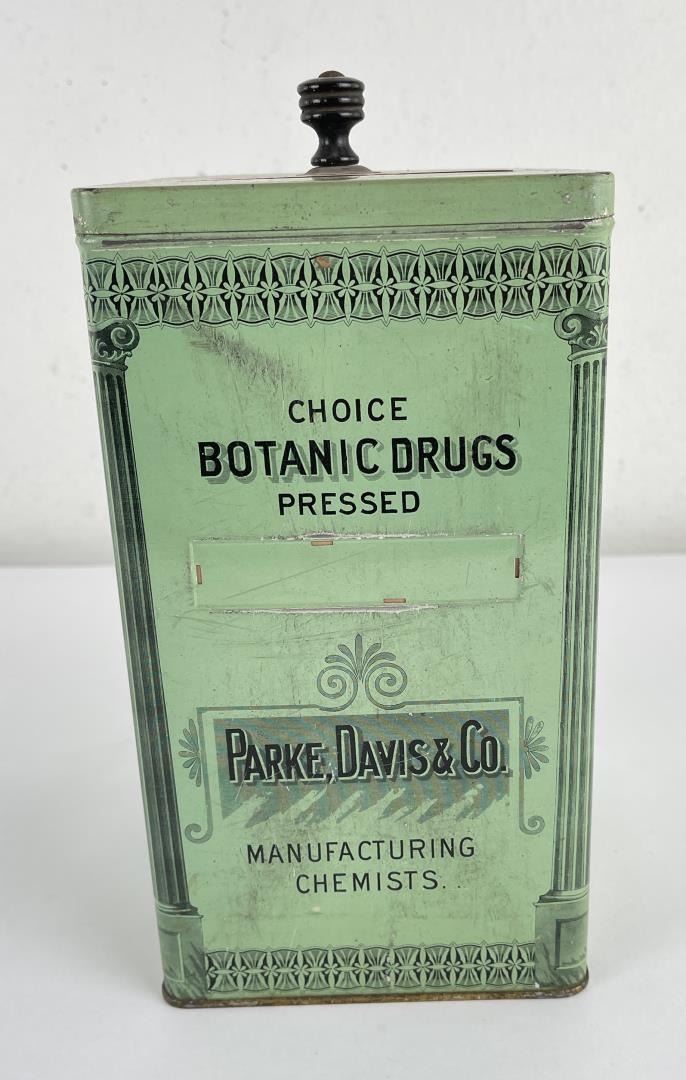 CHOICE
BOTANIC DRUGS
PRESSED
PARKE, DAVIS & CO.
MANUFACTURING
CHEMISTS..